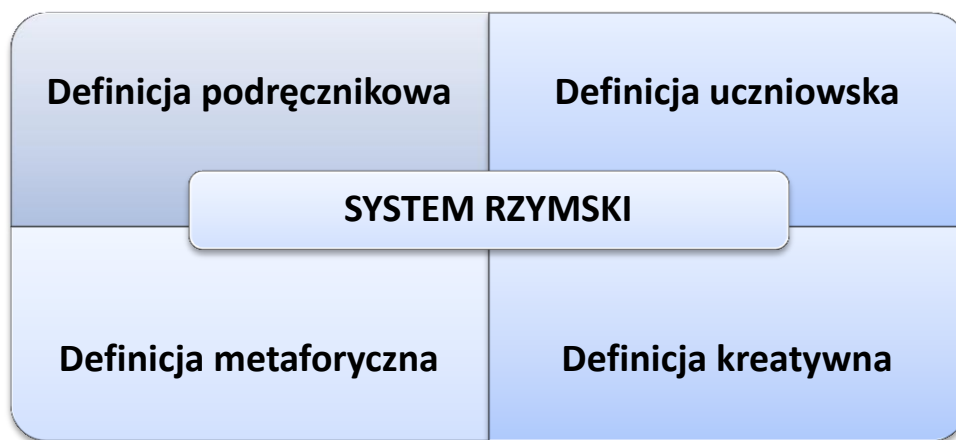 Definicja podręcznikowa
Definicja uczniowska
SYSTEM RZYMSKI
Definicja metaforyczna
Definicja kreatywna